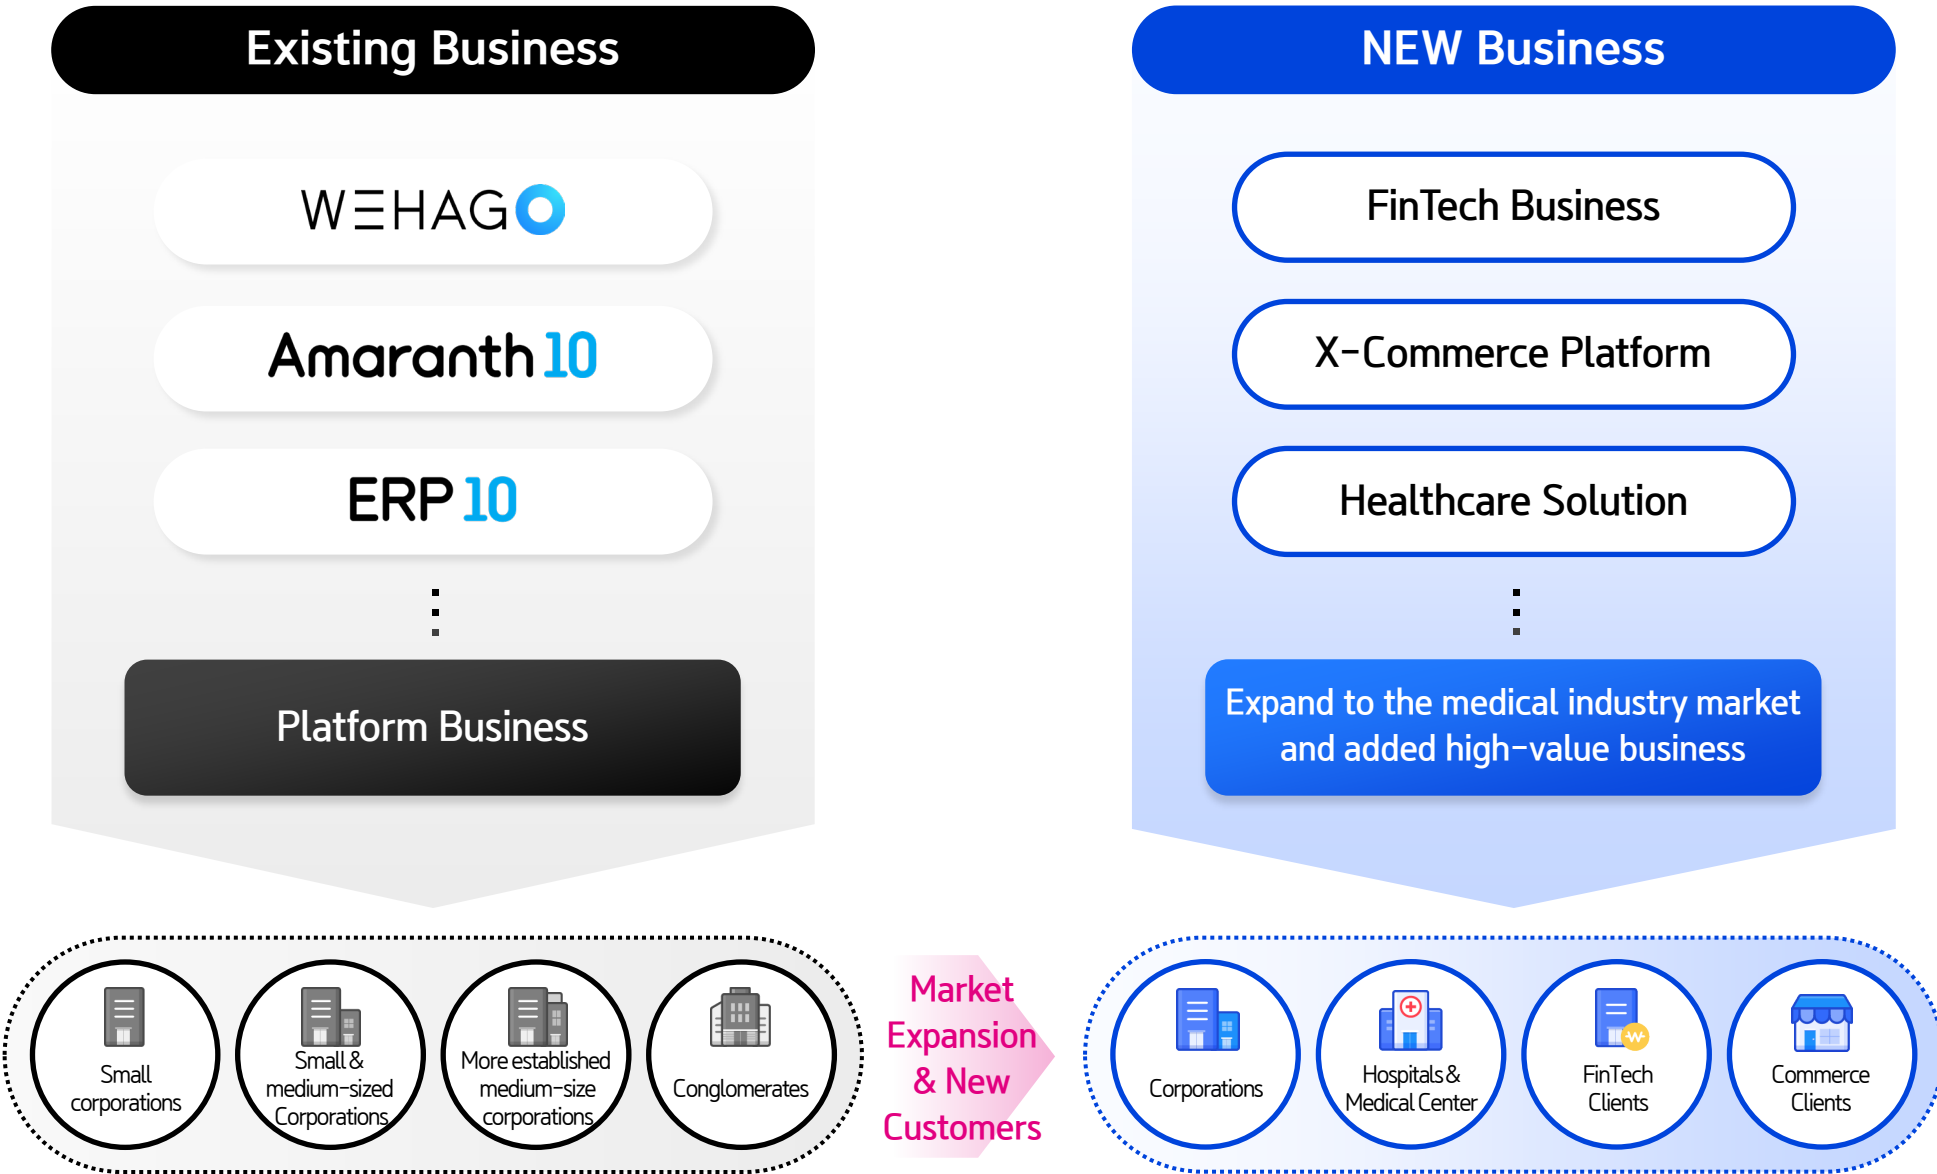 Existing Business
WEHAGO
Amaranth 10
ERP 10
Platform Business
Small
corporations
Small &
medium-sized
Corporations
More established
medium-size
corporations
Conglomerates
Market
Expansion
& New
Customers
NEW Business
FinTech Business
X-Commerce Platform
Healthcare Solution
Expand to the medical industry market
and added high-value business
Corporations
Hospitals &
Medical Center
FinTech
Clients
Commerce
Clients